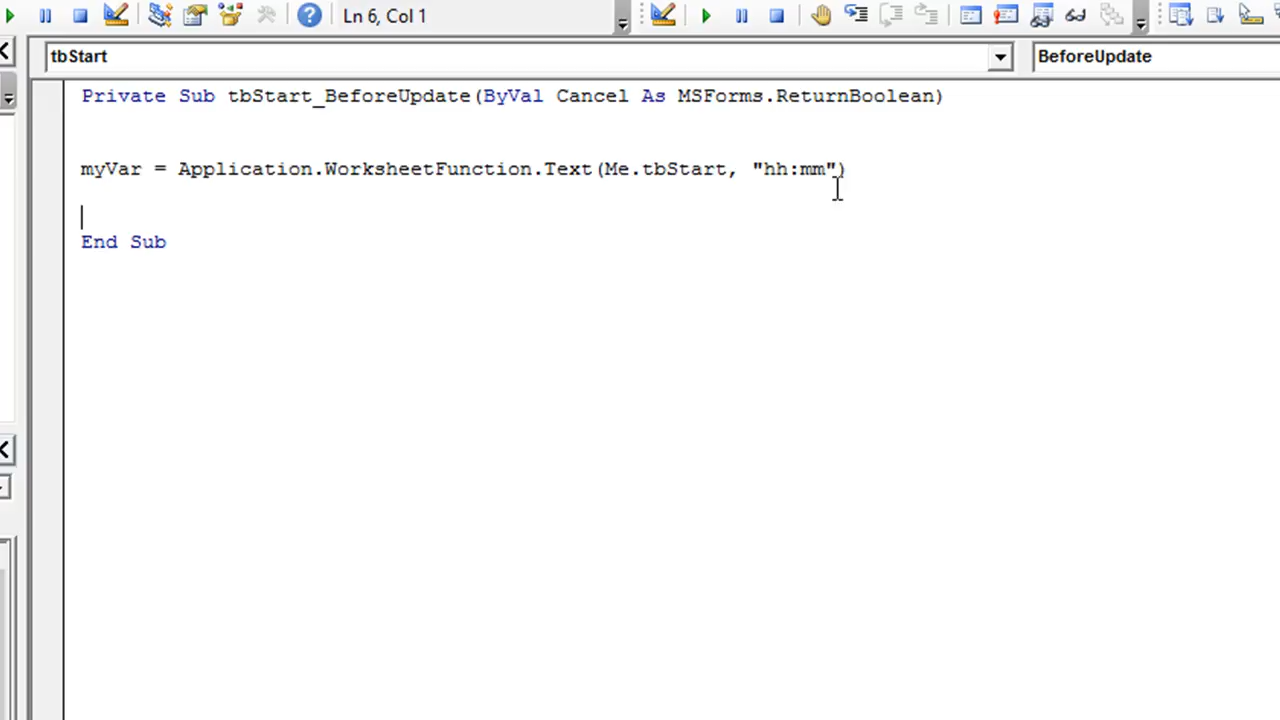 Ln 6, Col 1
tbStart
BeforeUpdate
Private Sub tbStart_BeforeUpdate(ByVal Cancel As MSForms.ReturnBoolean)
myVar = Application.WorksheetFunction.Text(Me.tbStart, "hh:mm")
End Sub